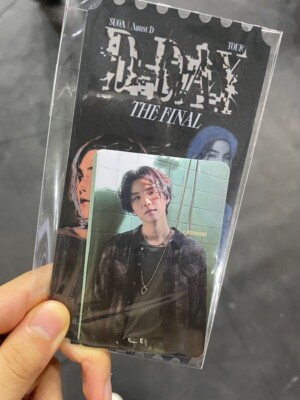 SUGA | Agust D TOUR
D-DAY
THE FINAL